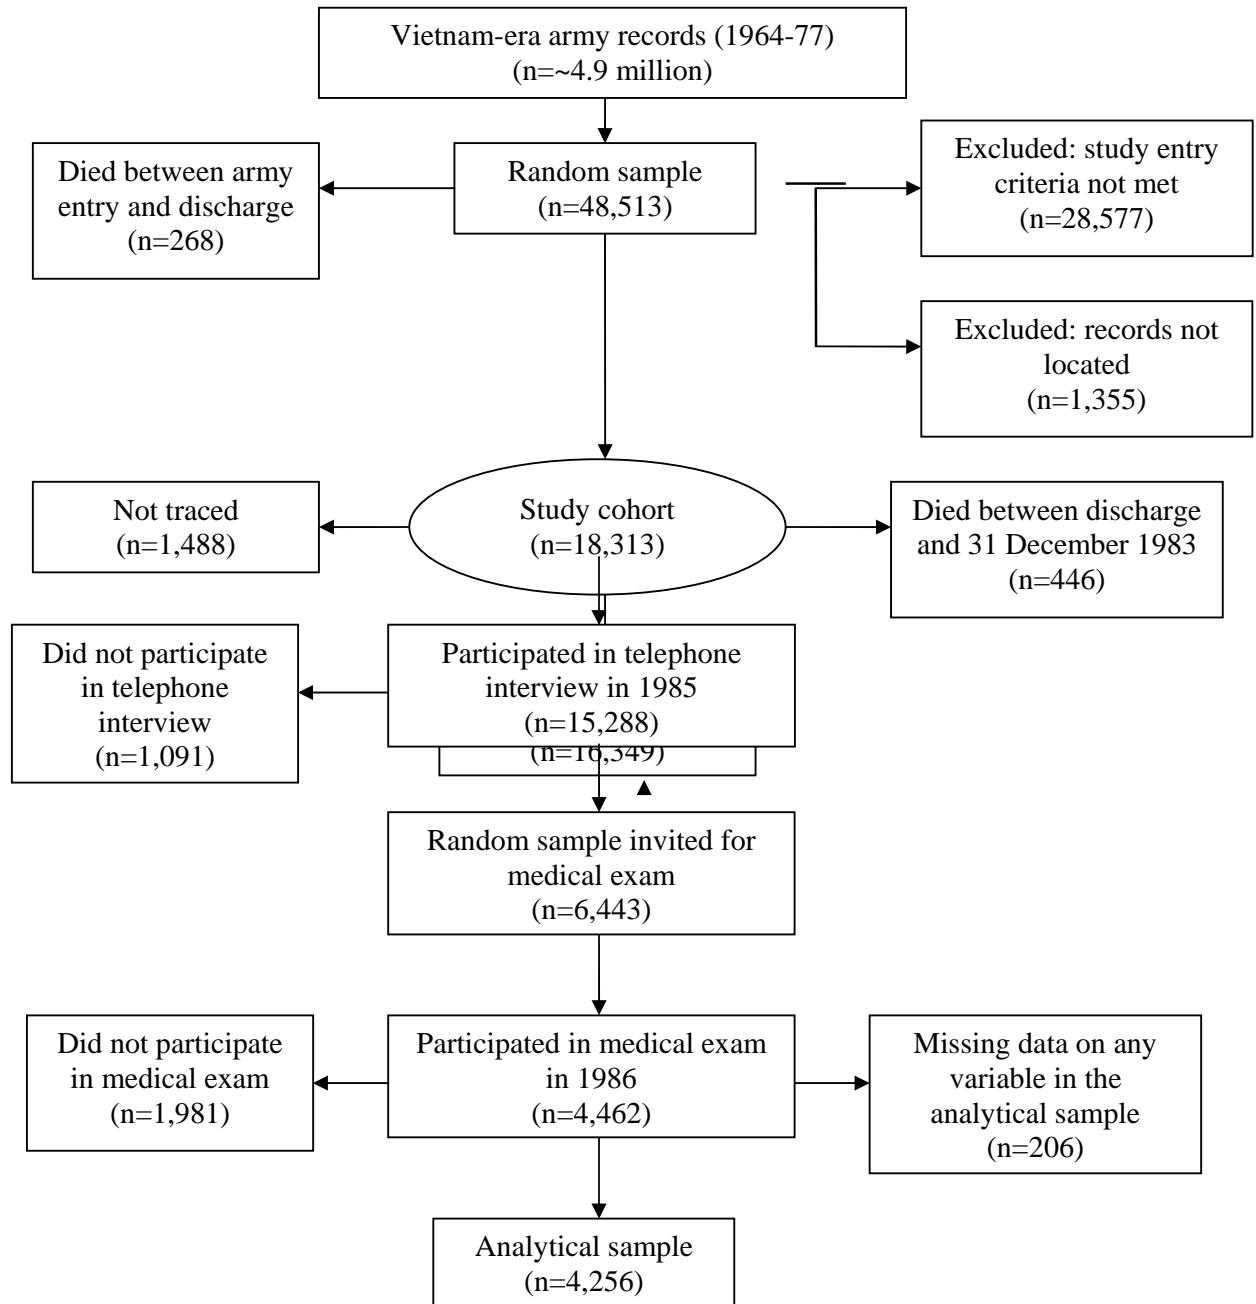 Vietnam-era army records (1964-77)
(n=~4.9 million)
Died between army
entry and discharge
(n=268)
Random sample
(n=48,513)
Excluded: study entry
criteria not met
(n=28,577)
Excluded: records not
located
(n=1,355)
Not traced
(n=1,488)
Study cohort
(n=18,313)
Died between discharge
and 31 December 1983
(n=446)
Did not participate
in telephone
interview
(n=1,091)
Participated in telephone
interview in 1985
(n=15,288)
(n=16,349)
Random sample invited for
medical exam
(n=6,443)
Did not participate
in medical exam
(n=1,981)
Participated in medical exam
in 1986
(n=4,462)
Missing data on any
variable in the
analytical sample
(n=206)
Analytical sample
(n=4,256)